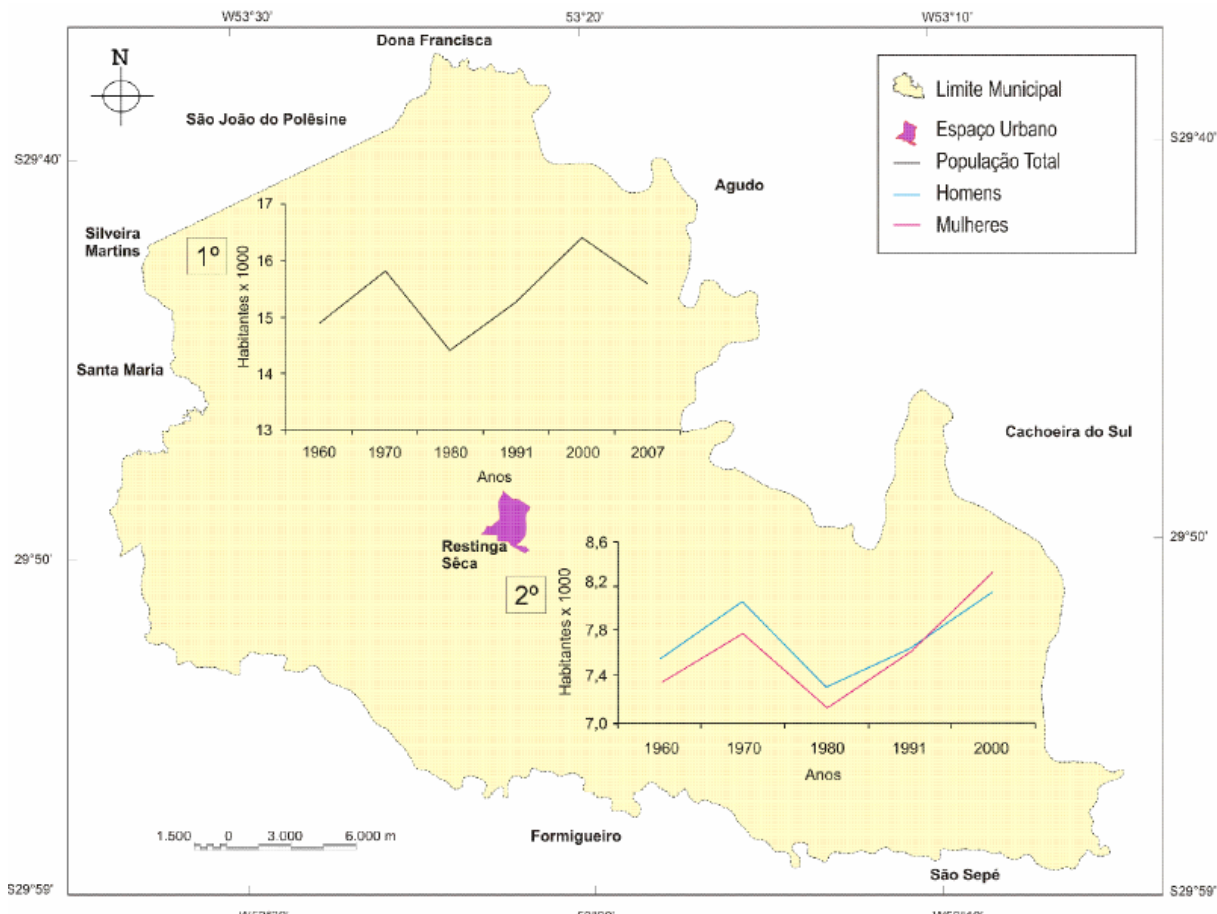 W53°30'
53°20'
W53°10'
Dona Francisca
N
São João do Polêsine
S29°40'
Silveira
Martins
Santa Maria
Agudo
Limite Municipal
Espaço Urbano
População Total
Homens
Mulheres
S29°40'
1º
Habitantes x 1000
17
16
15
14
13
1960 1970 1980 1991 2000 2007
Anos
Cachoeira do Sul
Restinga
Sêca
29°50'
29°50'
2º
Habitantes x 1000
8,6
8,2
7,8
7,4
7,0
1960 1970 1980 1991 2000
Anos
1.500 0 3.000 6.000 m
Formigueiro
São Sepé
S29°59'
S29°59'